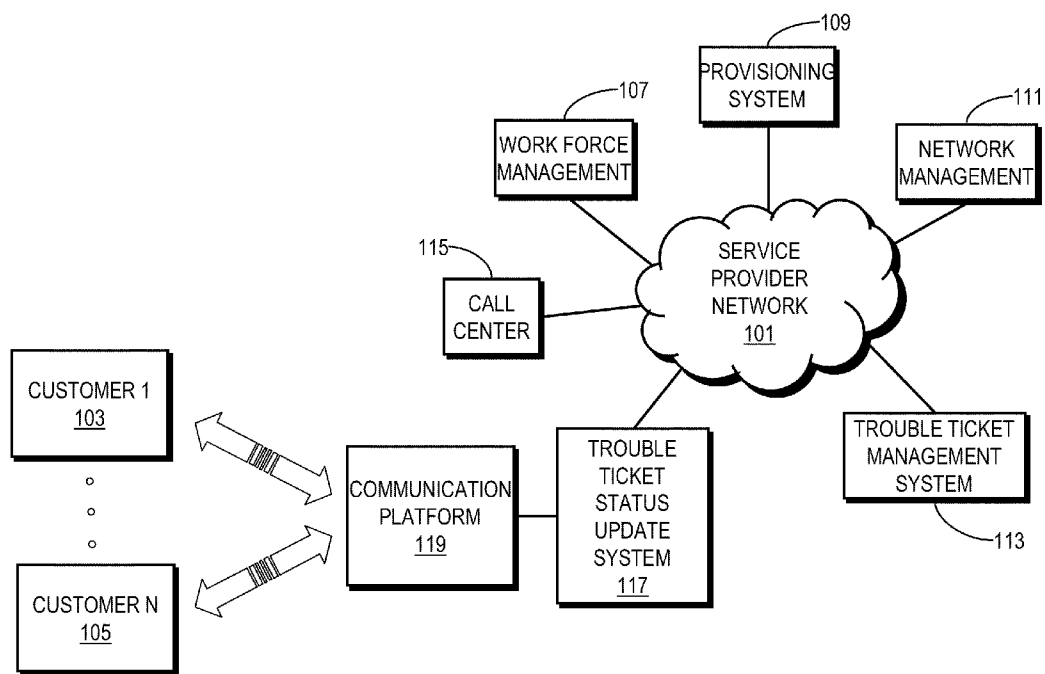 109
PROVISIONING
SYSTEM
107
WORK FORCE
MANAGEMENT
111
NETWORK
MANAGEMENT
115
CALL
CENTER
SERVICE
PROVIDER
NETWORK
101
CUSTOMER 1
103
CUSTOMER N
105
COMMUNICATION
PLATFORM
119
TROUBLE
TICKET
STATUS
UPDATE
SYSTEM
117
TROUBLE TICKET
MANAGEMENT
SYSTEM
113